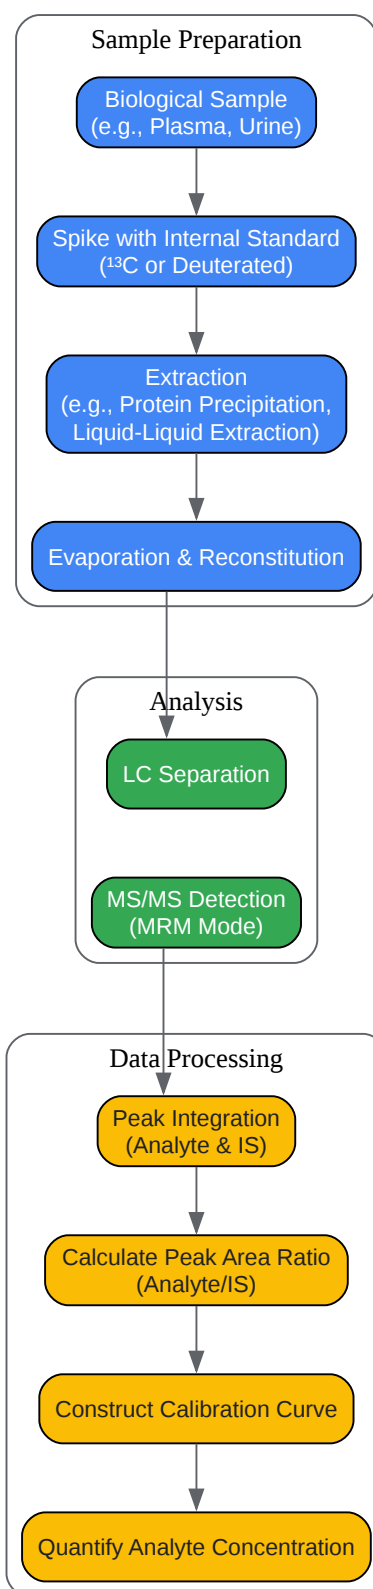 Sample Preparation
Biological Sample
(e.g., Plasma, Urine)
Spike with Internal Standard
(¹³C or Deuterated)
Extraction
(e.g., Protein Precipitation,
Liquid-Liquid Extraction)
Evaporation & Reconstitution
Analysis
LC Separation
MS/MS Detection
(MRM Mode)
Data Processing
Peak Integration
(Analyte & IS)
Calculate Peak Area Ratio
(Analyte/IS)
Construct Calibration Curve
Quantify Analyte Concentration